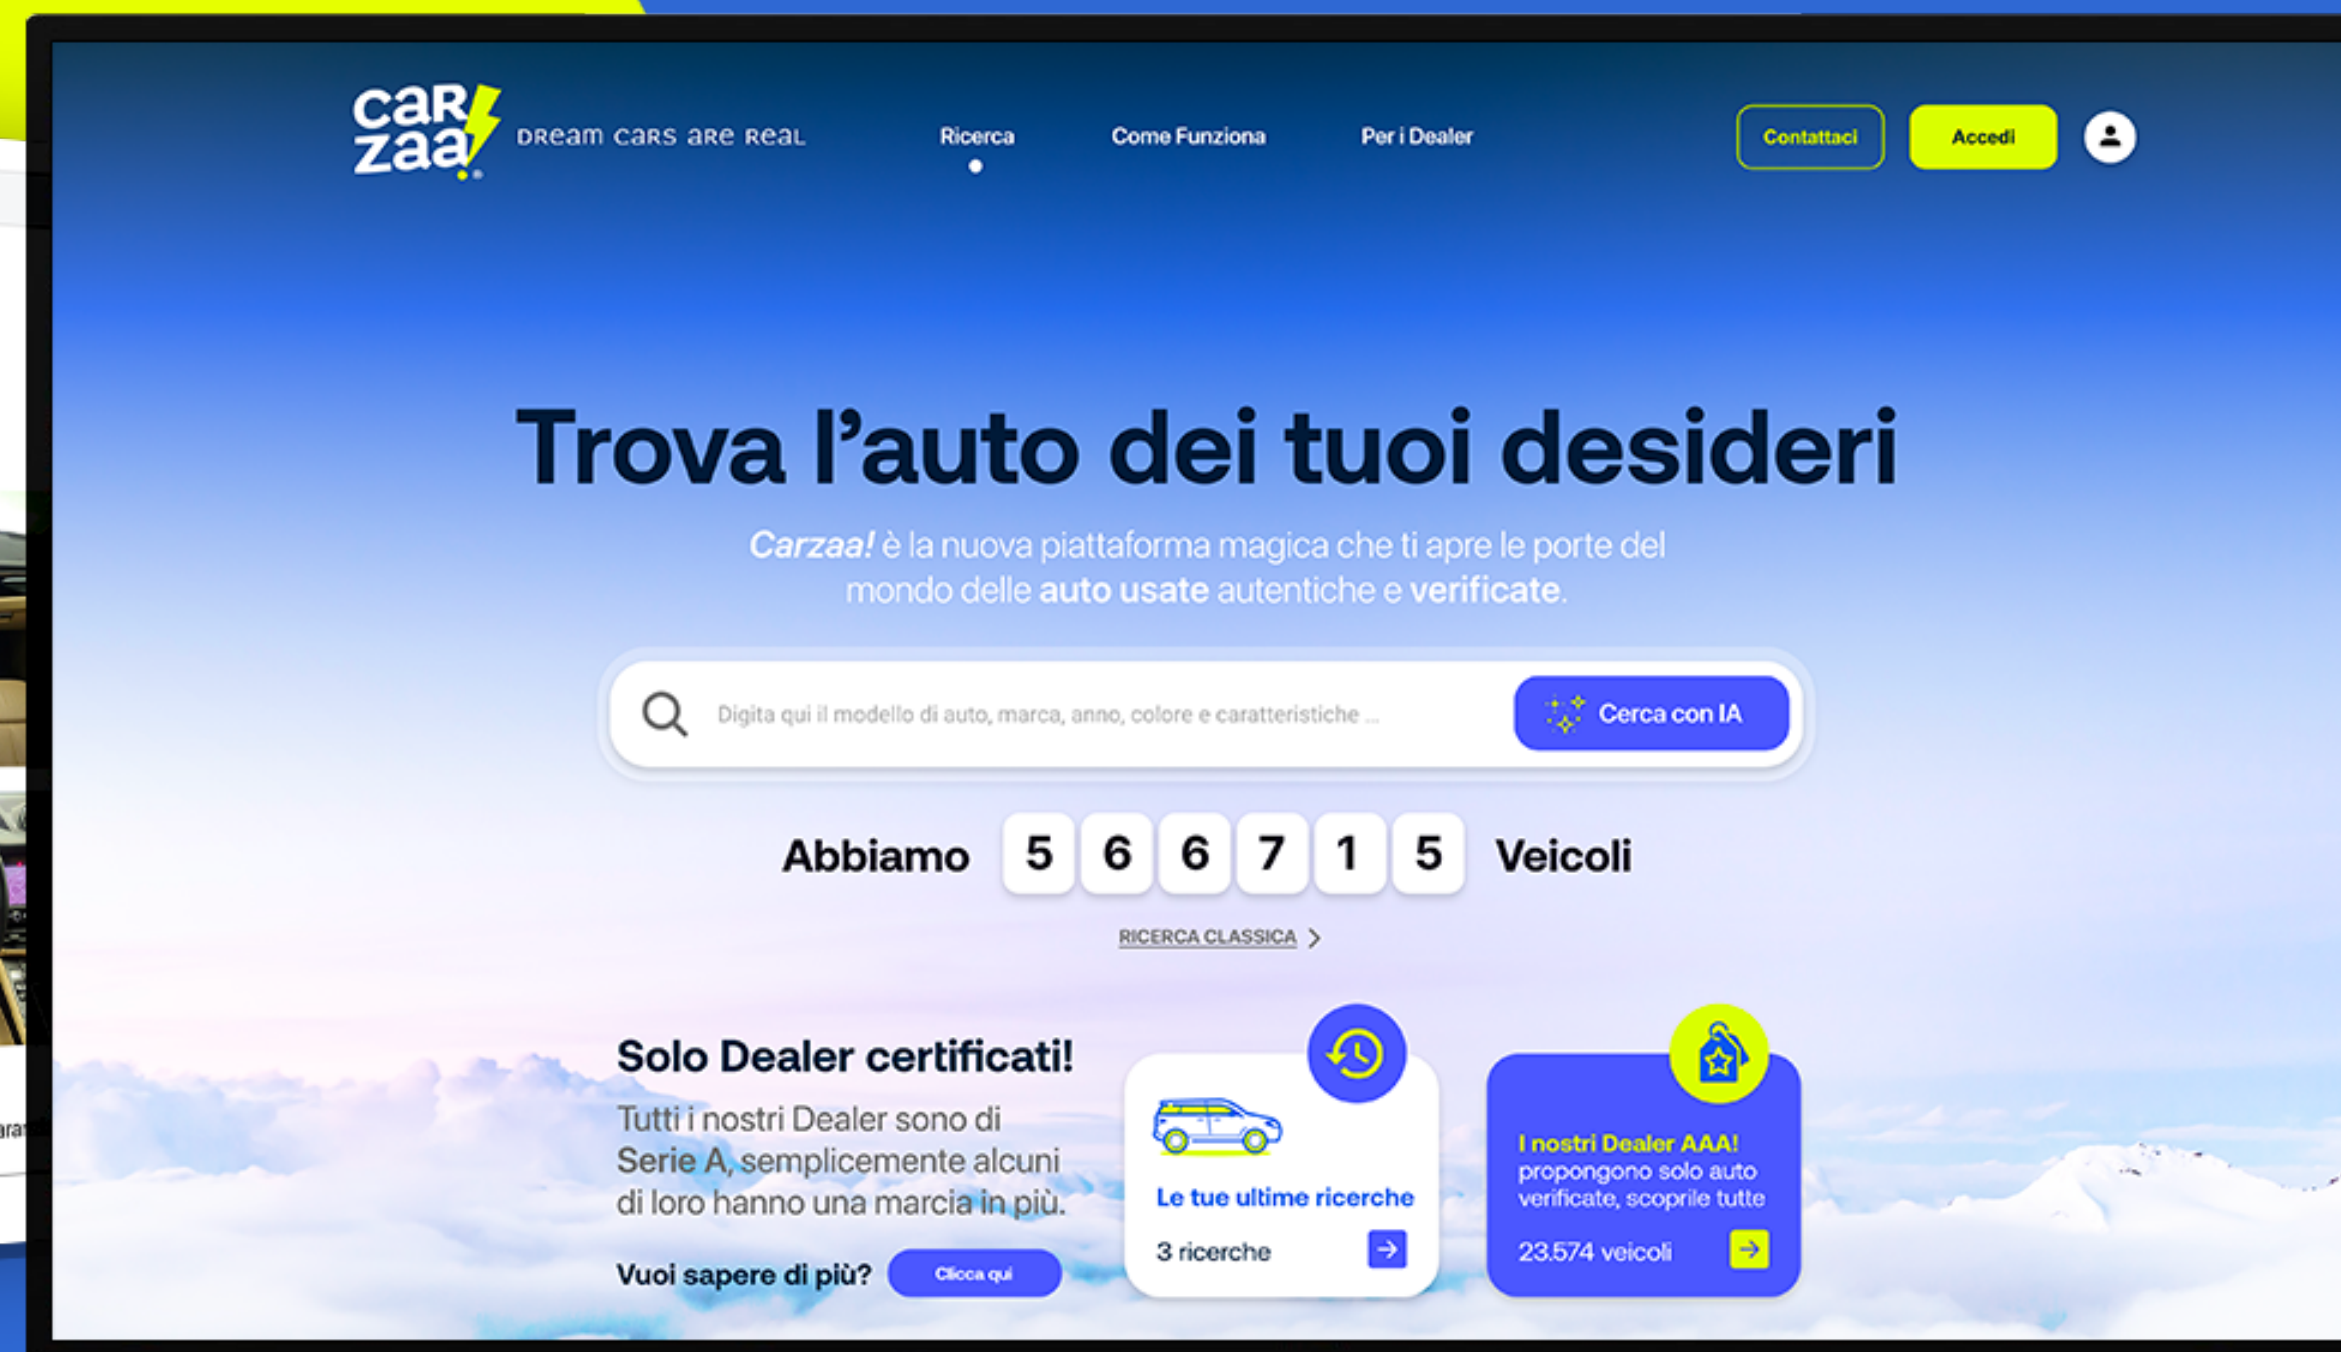 caR
zaa!
DReam CaRS aRe ReaL
Ricerca
Come Funziona
Per i Dealer
Contattaci
Accedi
Trova l’auto dei tuoi desideri
Carzaa! è la nuova piattaforma magica che ti apre le porte del
mondo delle auto usate autentiche e verificate.
Digita qui il modello di auto, marca, anno, colore e caratteristiche ...
Cerca con IA
Abbiamo 5 6 6 7 1 5 Veicoli
RICERCA CLASSICA
Solo Dealer certificati!
Tutti i nostri Dealer sono di
Serie A, semplicemente alcuni
di loro hanno una marcia in più.
Vuoi sapere di più?
Clicca qui
Le tue ultime ricerche
3 ricerche
I nostri Dealer AAA!
propongono solo auto
verificate, scoprile tutte
23.574 veicoli